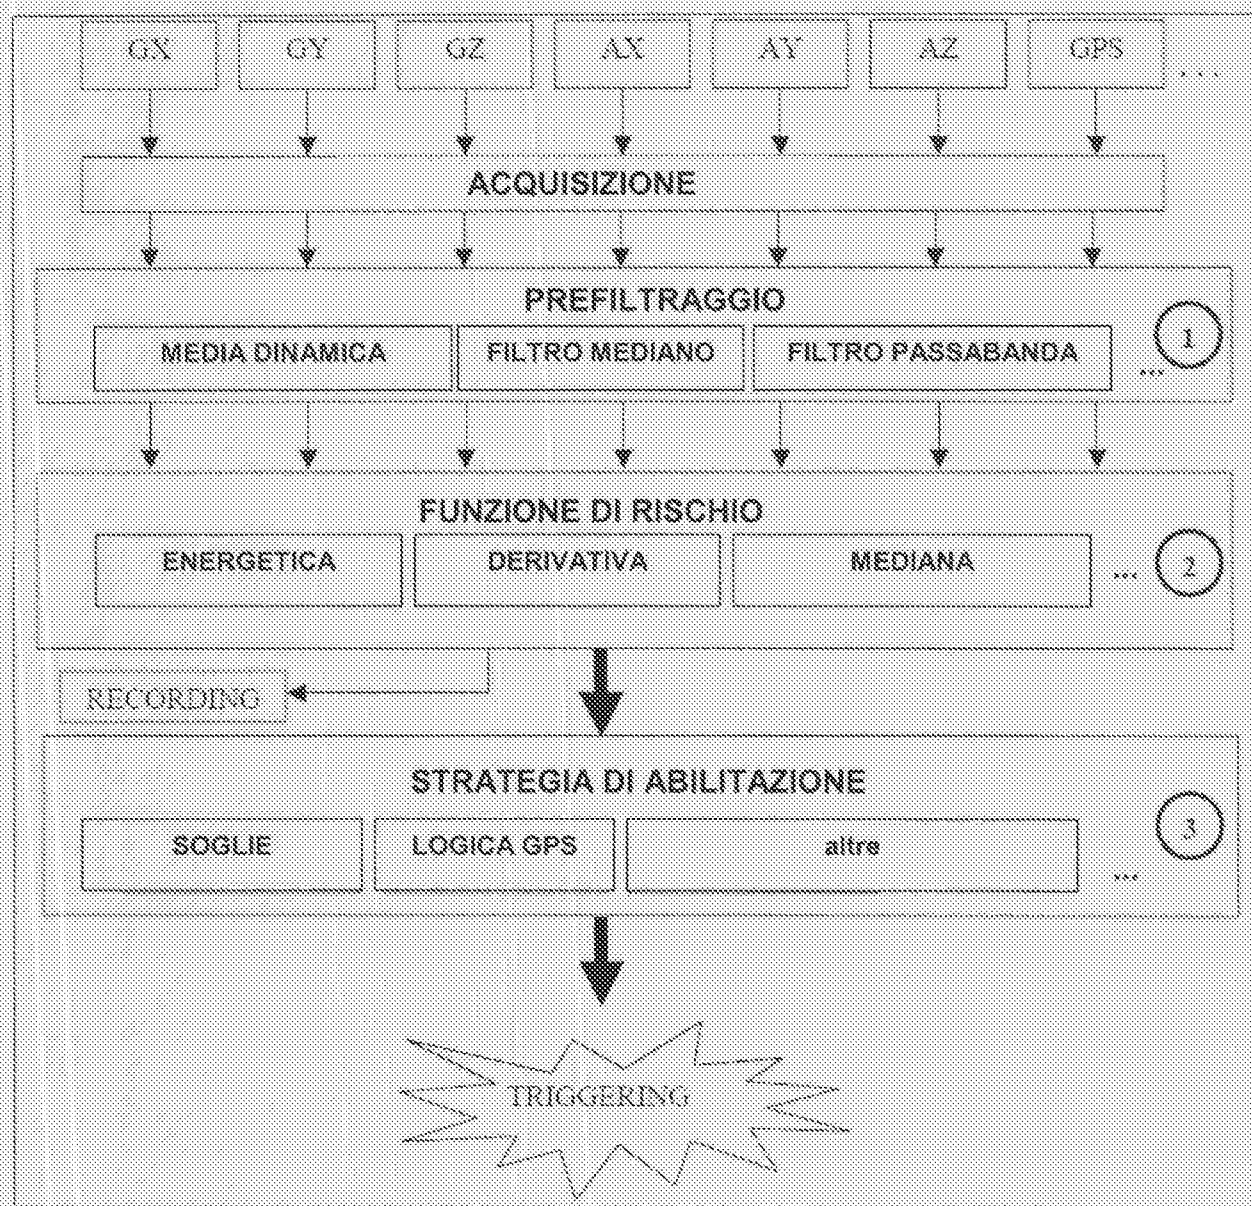 GX GY GZ AX AY AZ GPS ...
ACQUISIZIONE
PREFILTRAGGIO
MEDIA DINAMICA FILTRO MEDIANO FILTRO PASSABANDA ... 1
FUNZIONE DI RISCHIO
ENERGETICA DERIVATIVA MEDIANA ... 2
RECORDING
STRATEGIA DI ABILITAZIONE
SOGLIE LOGICA GPS altre ... 3
TRIGGERING